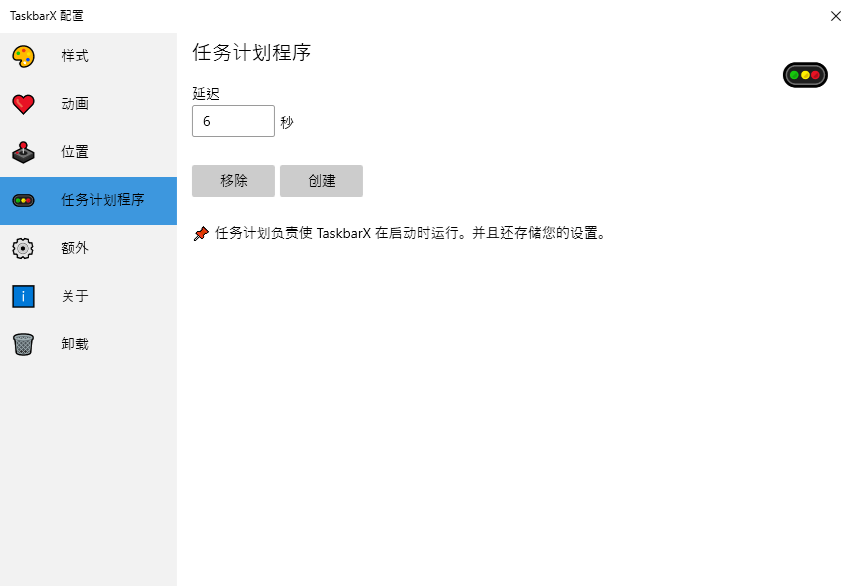 TaskbarX 配置
样式
动画
位置
任务计划程序
额外
关于
卸载
任务计划程序
延迟
6 秒
移除 创建
任务计划负责使 TaskbarX 在启动时运行。并且还存储您的设置。